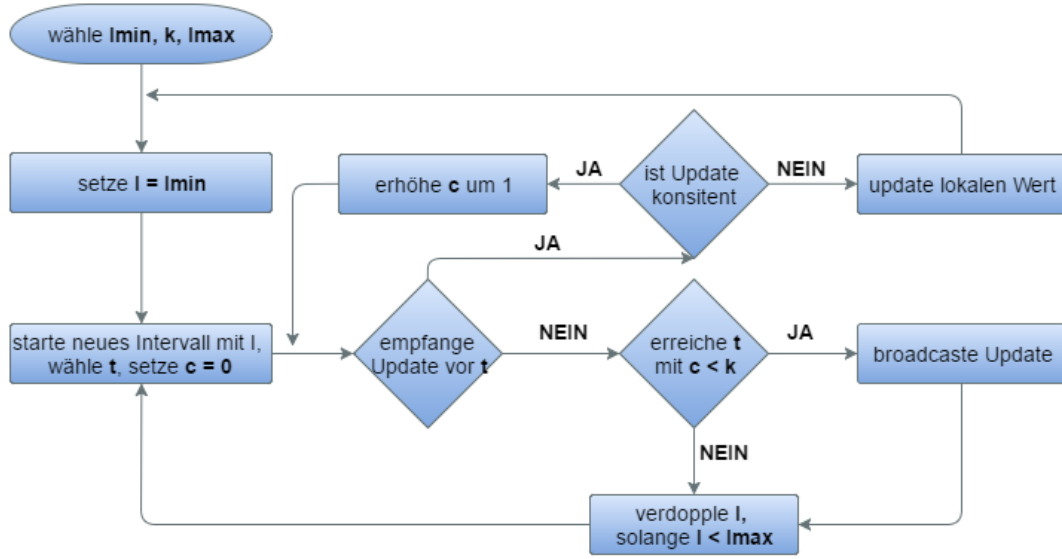 wähle Imin, k, Imax
setze I = Imin
erhöhe c um 1
JA
ist Update
konsitent
NEIN
update lokalen Wert
JA
starte neues Intervall mit I,
wähle t, setze c = 0
empfange
Update vor t
NEIN
erreiche t
mit c < k
JA
broadcaste Update
NEIN
verdopple I,
solange I < Imax